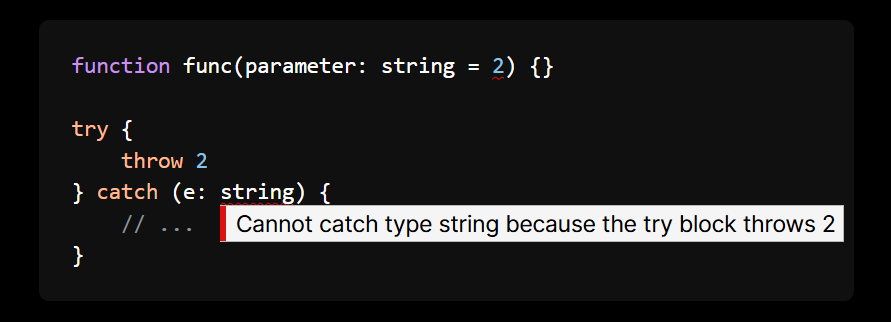 function func(parameter: string = 2) {}
try {
throw 2
} catch (e: string) {
// ...
Cannot catch type string because the try block throws 2
}